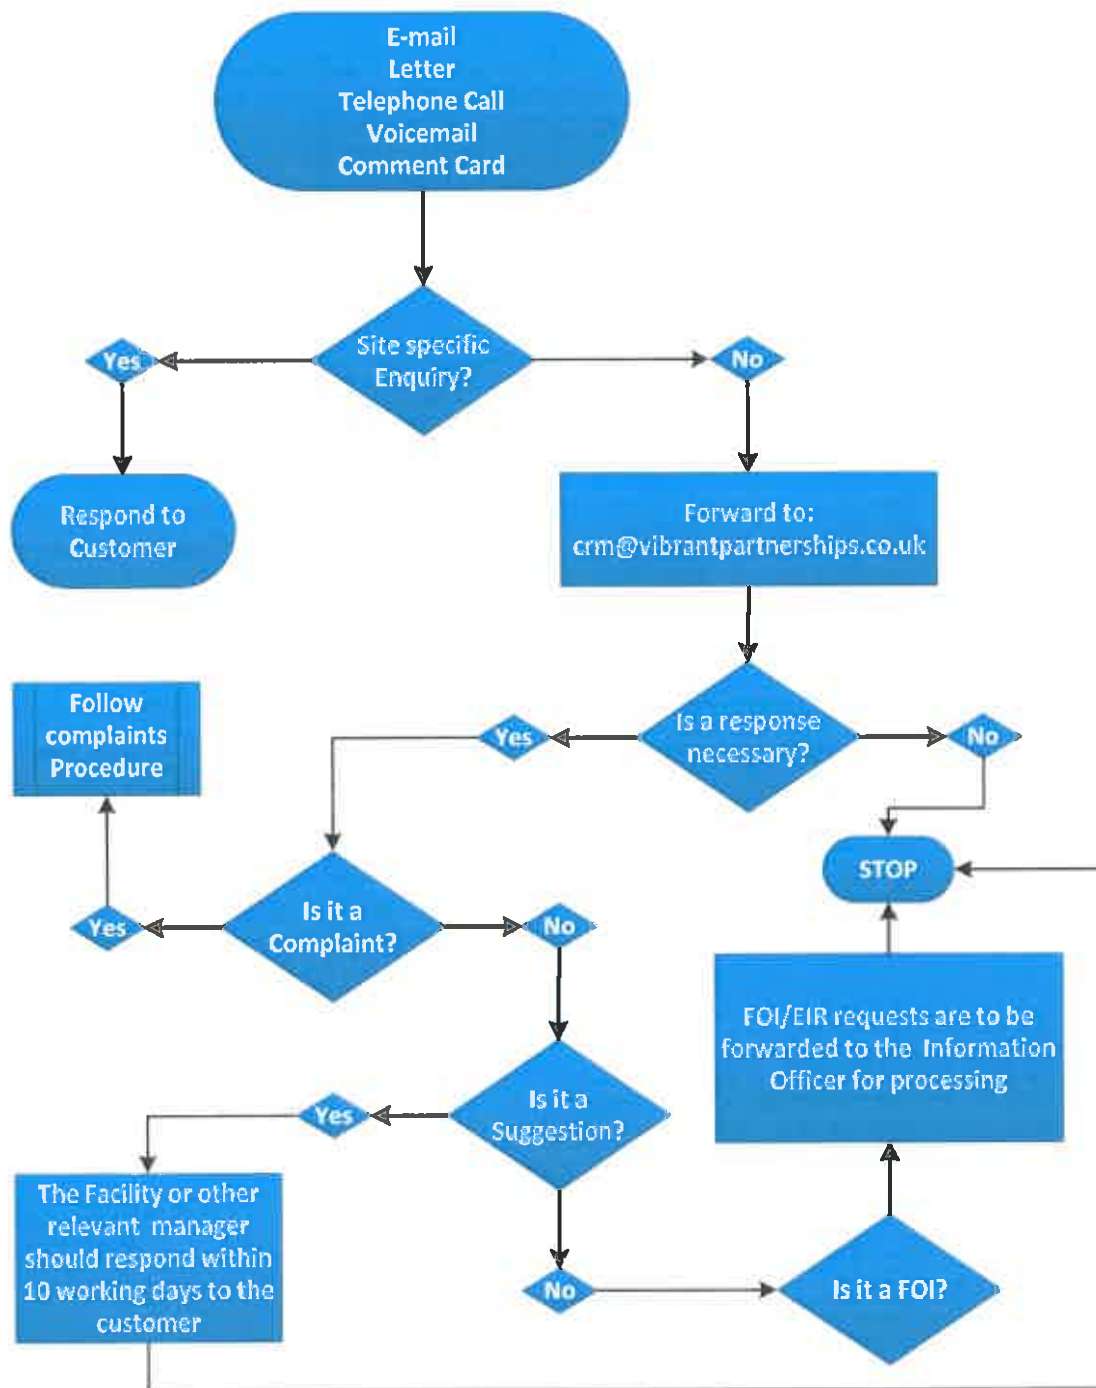 E-mail
Letter
Telephone Call
Voicemail
Comment Card
Site specific
Enquiry?
Yes
No
Respond to
Customer
Forward to:
crm@vibrantpartnerships.co.uk
Is a response
necessary?
Yes
No
Follow
complaints
Procedure
STOP
Is it a
Complaint?
Yes
No
FOI/EIR requests are to be
forwarded to the Information
Officer for processing
Is it a
Suggestion?
Yes
The Facility or other
relevant manager
should respond within
10 working days to the
customer
No
Is it a FOI?